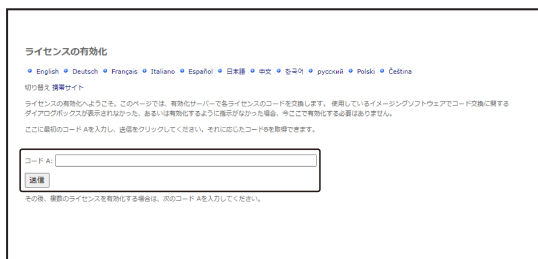 ライセンスの有効化
English Deutsch Français Italiano Español 日本語 中文 한국어 русский Polski Čeština
切り替え 携帯サイト
ライセンスの有効化へようこそ。このページでは、有効化サーバーで各ライセンスのコードを交換します。 使用しているイメージングソフトウェアでコード交換に関する
ダイアログボックスが表示されなかった、あるいは有効化するように指示がなかった場合、今ここで有効化する必要はありません。
ここに最初のコード Aを入力し、送信をクリックしてください。それに応じたコードBを取得できます。
コード A:
送信
その後、複数のライセンスを有効化する場合は、次のコード Aを入力してください。